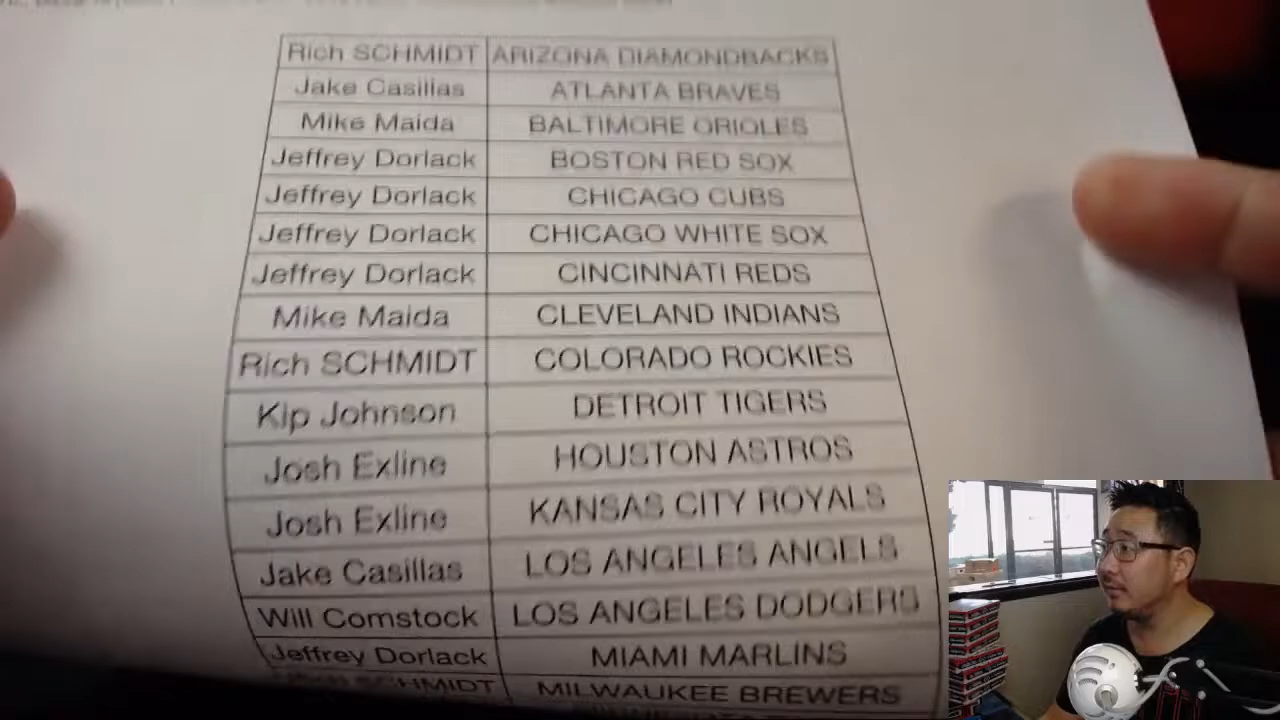 Rich SCHMIDT ARIZONA DIAMONDBACKS
Jake Casillas ATLANTA BRAVES
Mike Maida BALTIMORE ORIOLES
Jeffrey Dorlack BOSTON RED SOX
Jeffrey Dorlack CHICAGO CUBS
Jeffrey Dorlack CHICAGO WHITE SOX
Jeffrey Dorlack CINCINNATI REDS
Mike Maida CLEVELAND INDIANS
Rich SCHMIDT COLORADO ROCKIES
Kip Johnson DETROIT TIGERS
Josh Exline HOUSTON ASTROS
Josh Exline KANSAS CITY ROYALS
Jake Casillas LOS ANGELES ANGELS
Will Comstock LOS ANGELES DODGERS
Jeffrey Dorlack MIAMI MARLINS
SCHMIDT MILWAUKEE BREWERS